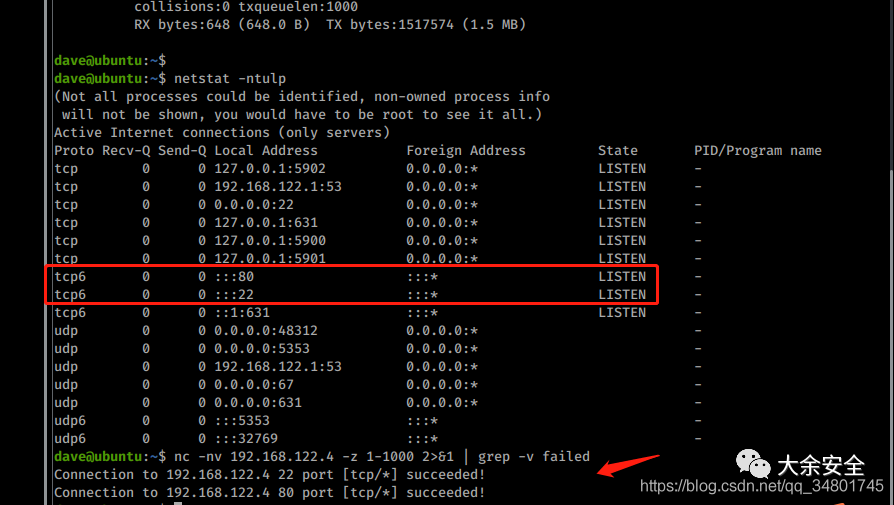 collisions:0 txqueuelen:1000
RX bytes:648 (648.0 B)  TX bytes:1517574 (1.5 MB)
dave@ubuntu:~$
dave@ubuntu:~$ netstat -ntulp
(Not all processes could be identified, non-owned process info
will not be shown, you would have to be root to see it all.)
Active Internet connections (only servers)
Proto Recv-Q Send-Q Local Address Foreign Address State PID/Program name
tcp 0 0 127.0.0.1:5902 0.0.0.0:* LISTEN -
tcp 0 0 192.168.122.1:53 0.0.0.0:* LISTEN -
tcp 0 0 0.0.0.0:22 0.0.0.0:* LISTEN -
tcp 0 0 127.0.0.1:631 0.0.0.0:* LISTEN -
tcp 0 0 127.0.0.1:5900 0.0.0.0:* LISTEN -
tcp 0 0 127.0.0.1:5901 0.0.0.0:* LISTEN -
tcp6 0 0 :::80 :::* LISTEN -
tcp6 0 0 :::22 :::* LISTEN -
tcp6 0 0 ::1:631 :::* LISTEN -
udp 0 0 0.0.0.0:48312 0.0.0.0:* -
udp 0 0 0.0.0.0:5353 0.0.0.0:* -
udp 0 0 192.168.122.1:53 0.0.0.0:* -
udp 0 0 0.0.0.0:67 0.0.0.0:* -
udp 0 0 0.0.0.0:631 0.0.0.0:* -
udp6 0 0 :::5353 :::* -
udp6 0 0 :::32769 :::* -
dave@ubuntu:~$ nc -nv 192.168.122.4 -z 1-1000 2>&1 | grep -v failed
Connection to 192.168.122.4 22 port [tcp/*] succeeded!
Connection to 192.168.122.4 80 port [tcp/*] succeeded!
大余安全
https://blog.csdn.net/qq_34801745